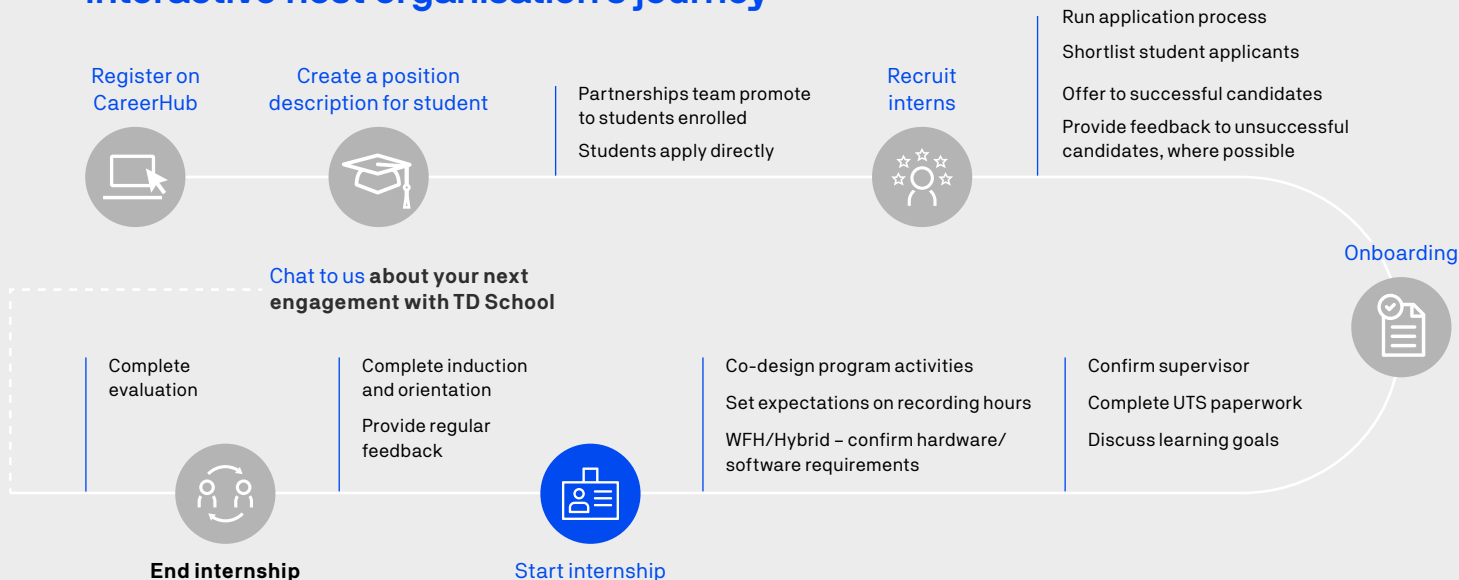 Interactive host organisation's journey
Register on
CareerHub
Create a position
description for student
Partnerships team promote
to students enrolled
Students apply directly
Recruit
interns
Run application process
Shortlist student applicants
Offer to successful candidates
Provide feedback to unsuccessful
candidates, where possible
Onboarding
Chat to us about your next
engagement with TD School
Complete
evaluation
Complete induction
and orientation
Provide regular
feedback
Co-design program activities
Set expectations on recording hours
WFH/Hybrid – confirm hardware/
software requirements
Confirm supervisor
Complete UTS paperwork
Discuss learning goals
End internship
Start internship